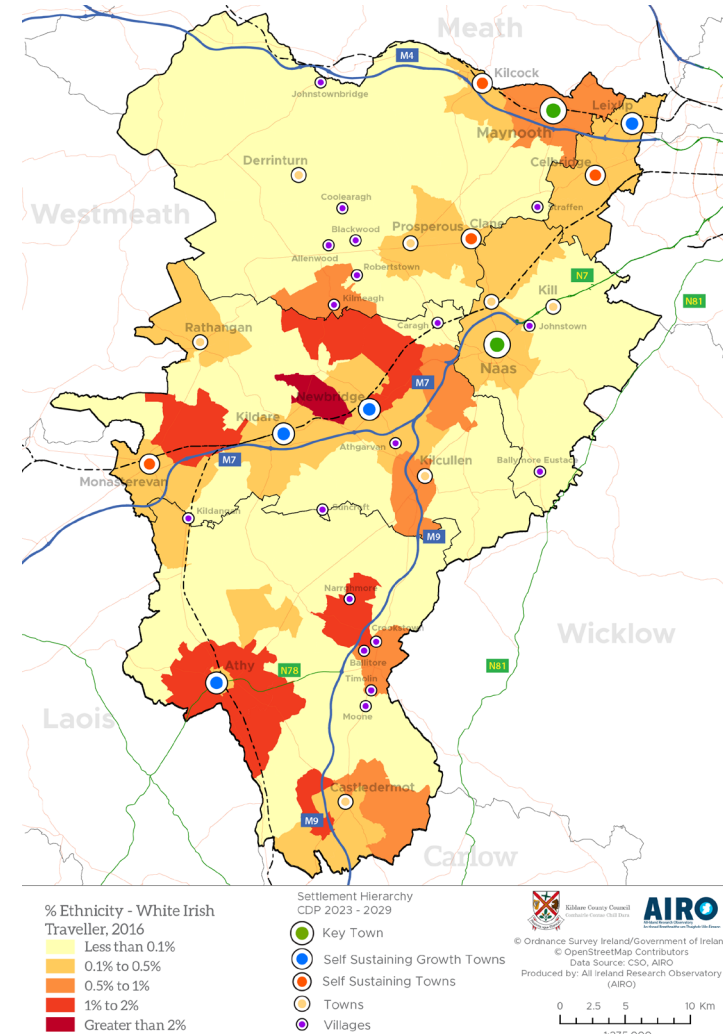 Meath
M4
Kilcock
Johnstownbridge
Leixlip
Maynooth
Derrinturn
Celbridge
Coolearagh
Westmeath
Straffen
Blackwood
Prosperous
Clane
Allenwood
Robertstown
N7
Kill
Kilmeagh
N81
Rathangan
Caragh
Johnstown
Naas
M7
Newbridge
Kildare
Athgarvan
M7
Kilcullen
Ballymore Eustace
Monasterevan
Kildangan
Suncroft
M9
Narraghmore
Wicklow
Crookstown
Athy
N78
Ballitore
N81
Timolin
Laois
Moone
Castledermot
M9
Carlow
% Ethnicity - White Irish
Traveller, 2016
Less than 0.1%
0.1% to 0.5%
0.5% to 1%
1% to 2%
Greater than 2%
Settlement Hierarchy
CDP 2023 - 2029
Key Town
Self Sustaining Growth Towns
Self Sustaining Towns
Towns
Villages
Kildare County Council
AIRO
© Ordnance Survey Ireland/Government of Irelan
© OpenStreetMap Contributors
Data Source: CSO, AIRO
Produced by: All Ireland Research Observatory
(AIRO)
0 2.5 5 10 Km